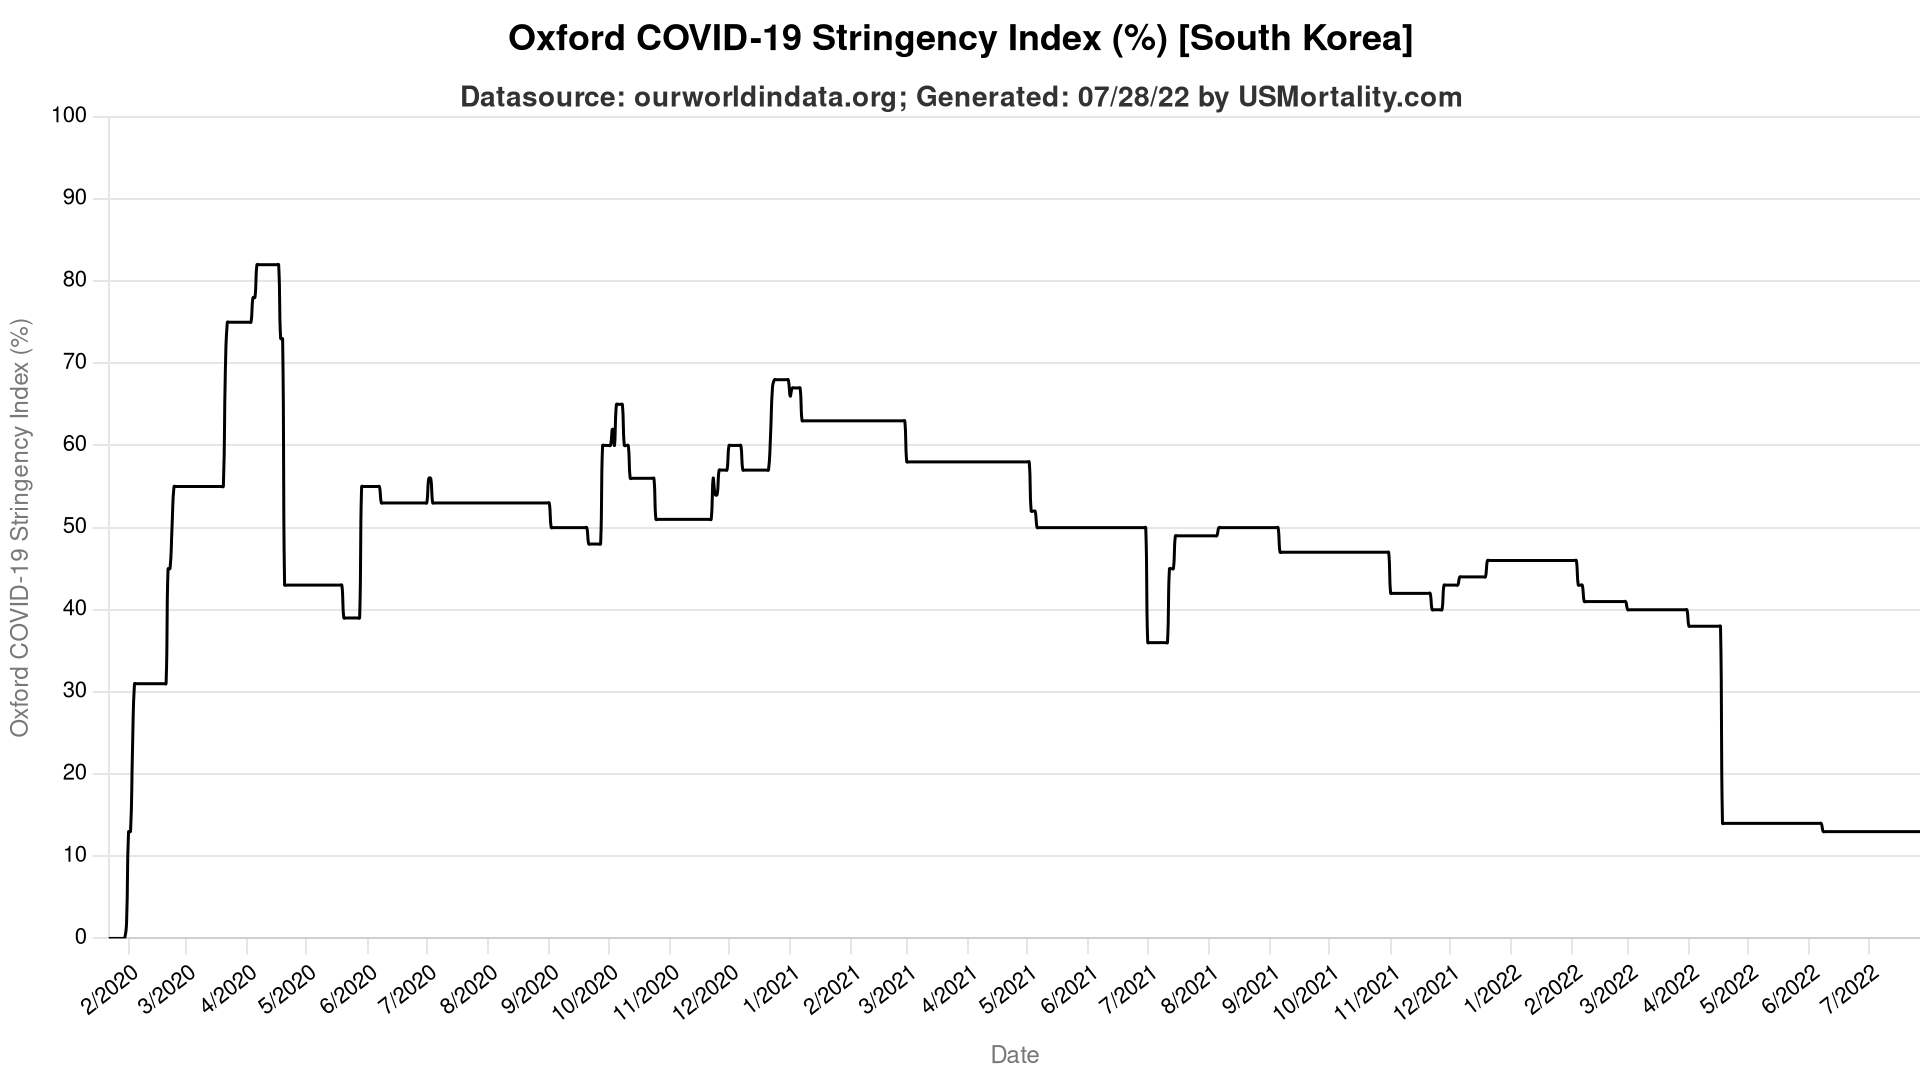 Oxford COVID-19 Stringency Index (%) [South Korea]
Datasource: ourworldindata.org; Generated: 07/28/22 by USMortality.com
Oxford COVID-19 Stringency Index (%)
100
90
80
70
60
50
40
30
20
10
0
2/2020 3/2020 4/2020 5/2020 6/2020 7/2020 8/2020 9/2020 10/2020 11/2020 12/2020 1/2021 2/2021 3/2021 4/2021 5/2021 6/2021 7/2021 8/2021 9/2021 10/2021 11/2021 12/2021 1/2022 2/2022 3/2022 4/2022 5/2022 6/2022 7/2022
Date